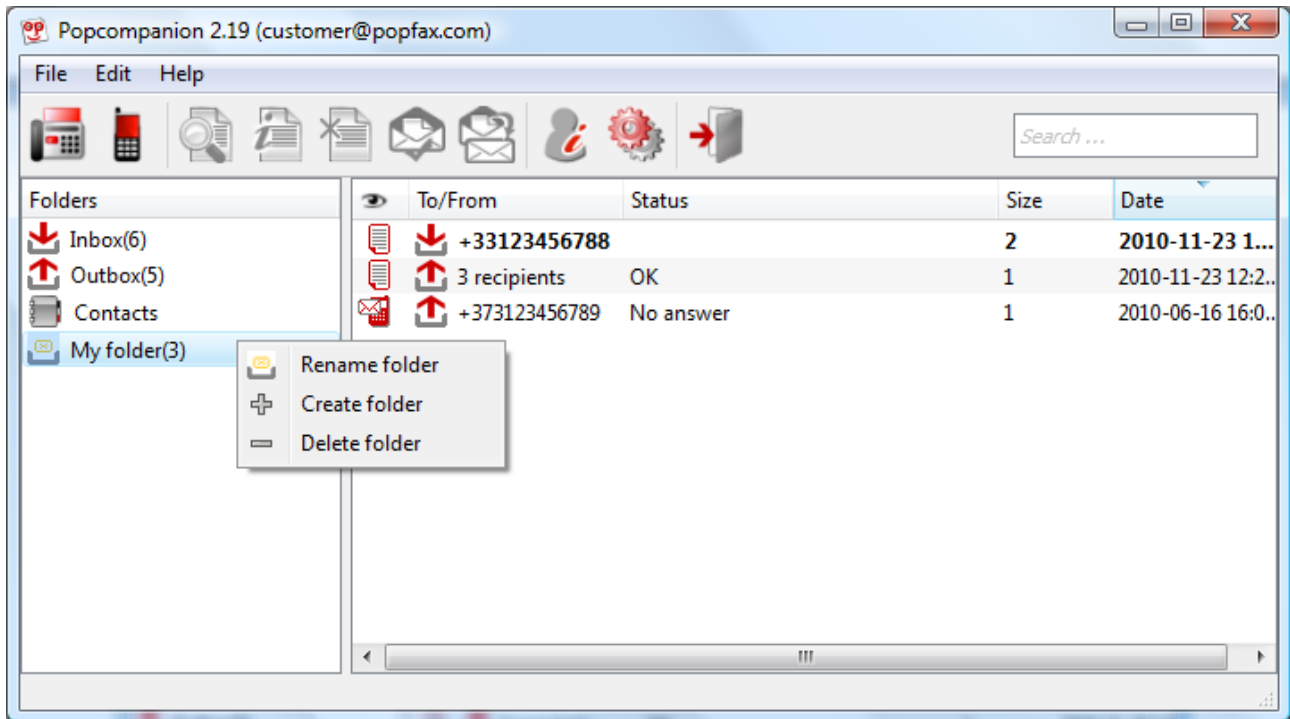 Popcompanion 2.19 (customer@popfax.com)
File Edit Help
Search ...
Folders
Inbox(6)
Outbox(5)
Contacts
My folder(3)
To/From Status Size Date
+33123456788 2 2010-11-23 1...
3 recipients OK 1 2010-11-23 12:2..
+373123456789 No answer 1 2010-06-16 16:0..
Rename folder
Create folder
Delete folder